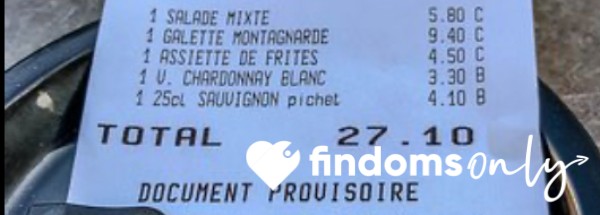 1 SALADE MIXTE 5.80 C
1 GALETTE MONTAGNARDE 9.40 C
1 ASSIETTE DE FRITES 4.50 C
1 V. CHARDONNAY BLANC 3.30 B
1 25cl SAUVIGNON pichet 4.10 B
TOTAL 27.10
findomsonly
DOCUMENT PROVISOIRE